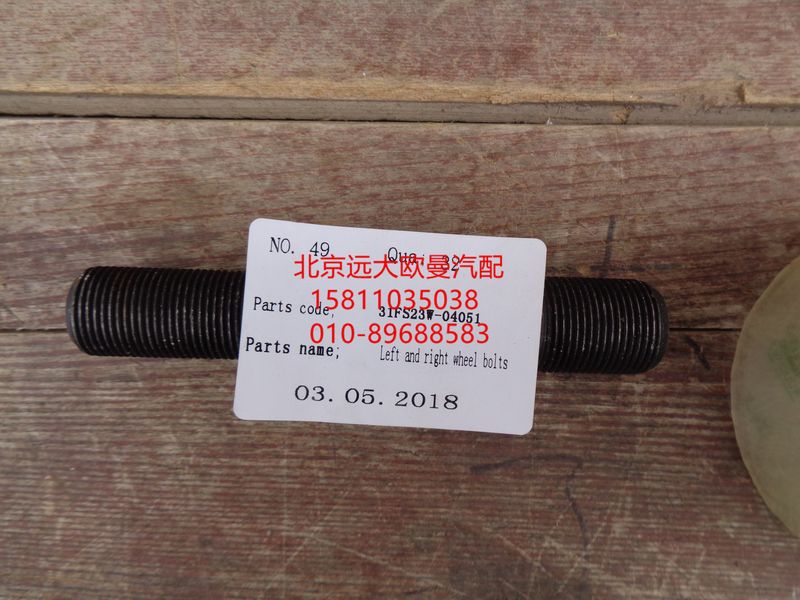 NO. 49 Qua. 32
北京远大欧曼汽配
15811035038
Parts code; 31FS23W-04051
010-89688583
Parts name; Left and right wheel bolts
03. 05. 2018